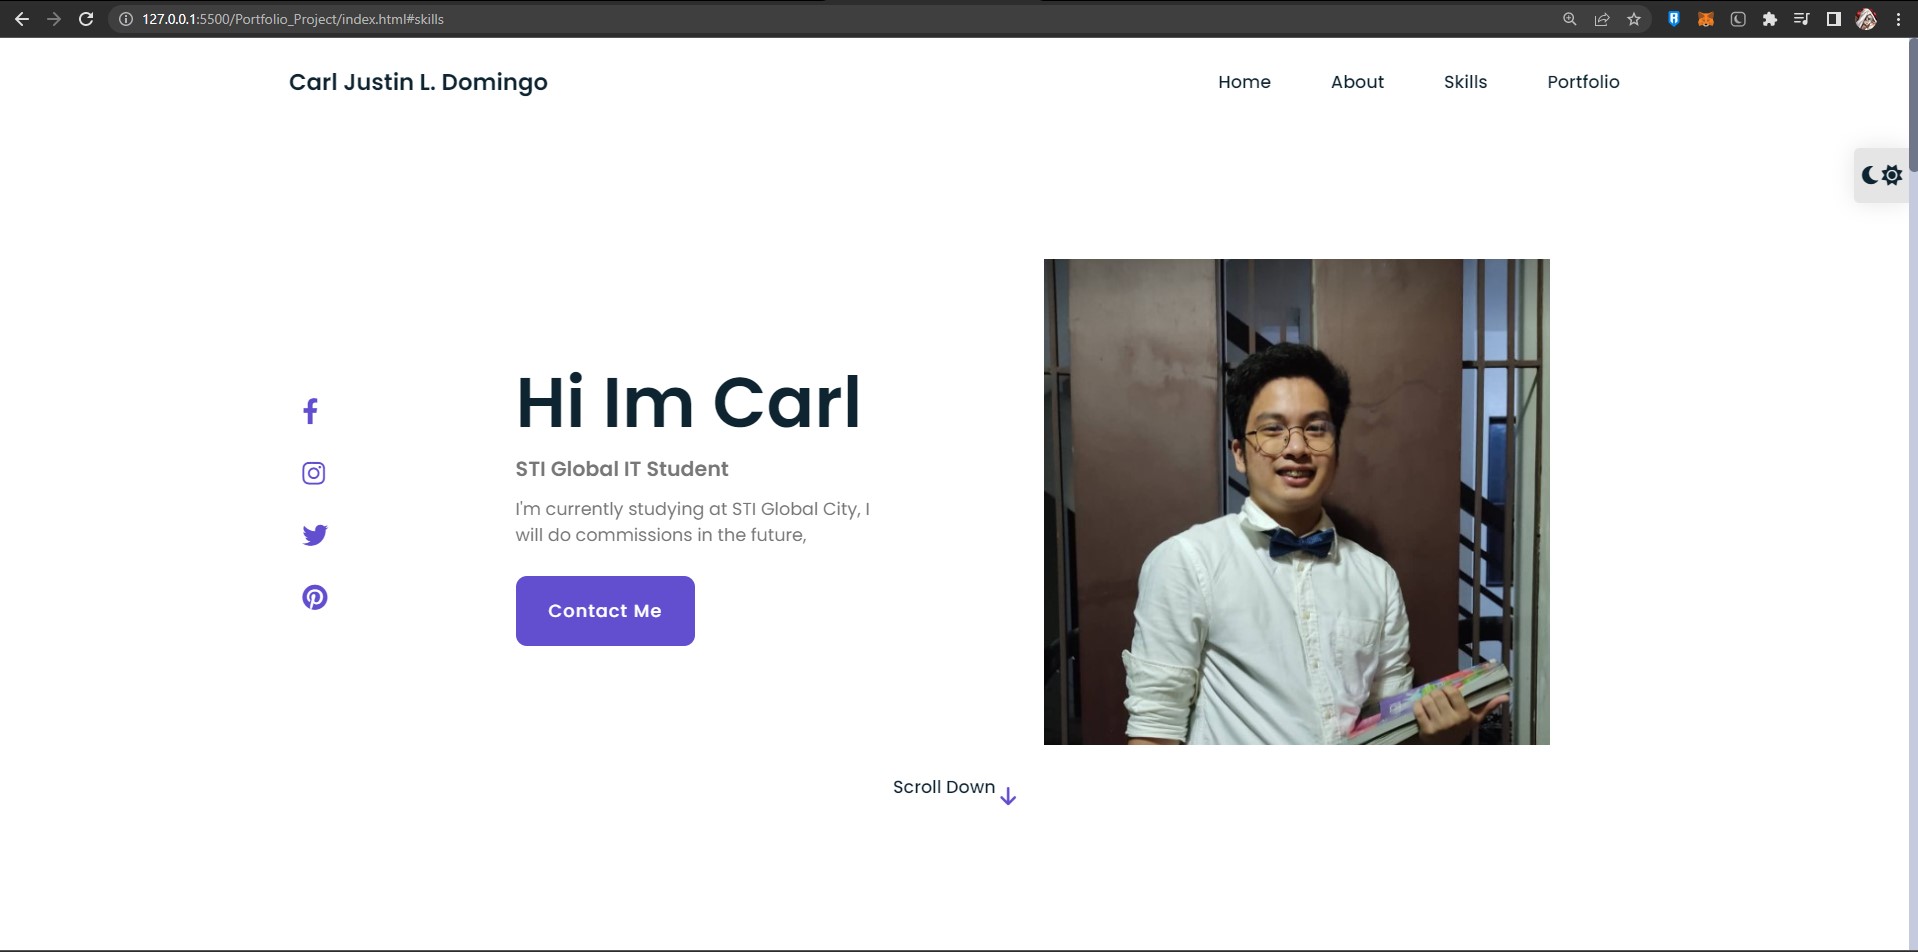 127.0.0.1:5500/Portfolio_Project/index.html#skills
Carl Justin L. Domingo
Home About Skills Portfolio
Hi Im Carl
STI Global IT Student
I'm currently studying at STI Global City, I
will do commissions in the future,
Contact Me
Scroll Down